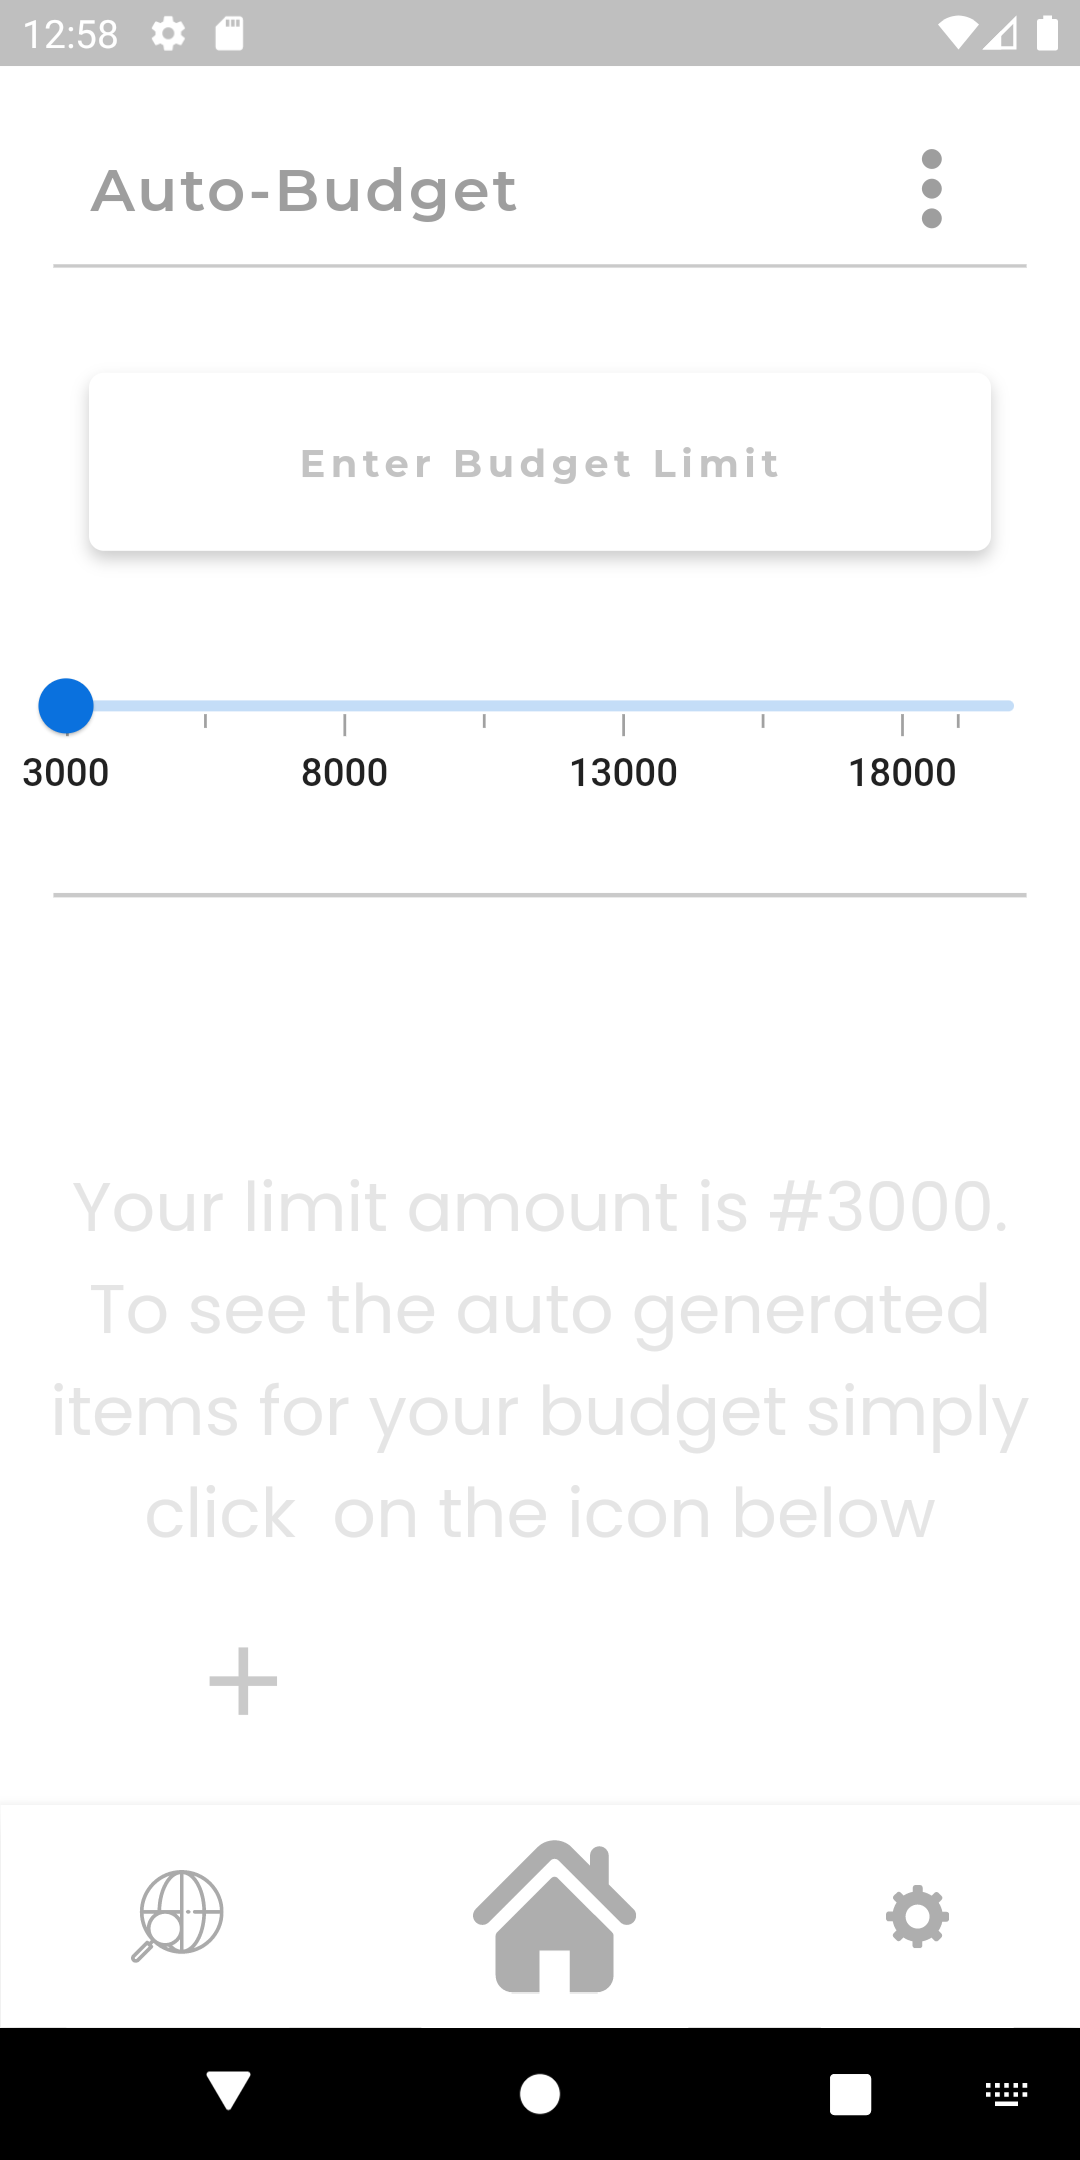 12:58
Auto-Budget
Enter Budget Limit
3000 8000 13000 18000
Your limit amount is #3000.
To see the auto generated
items for your budget simply
click  on the icon below